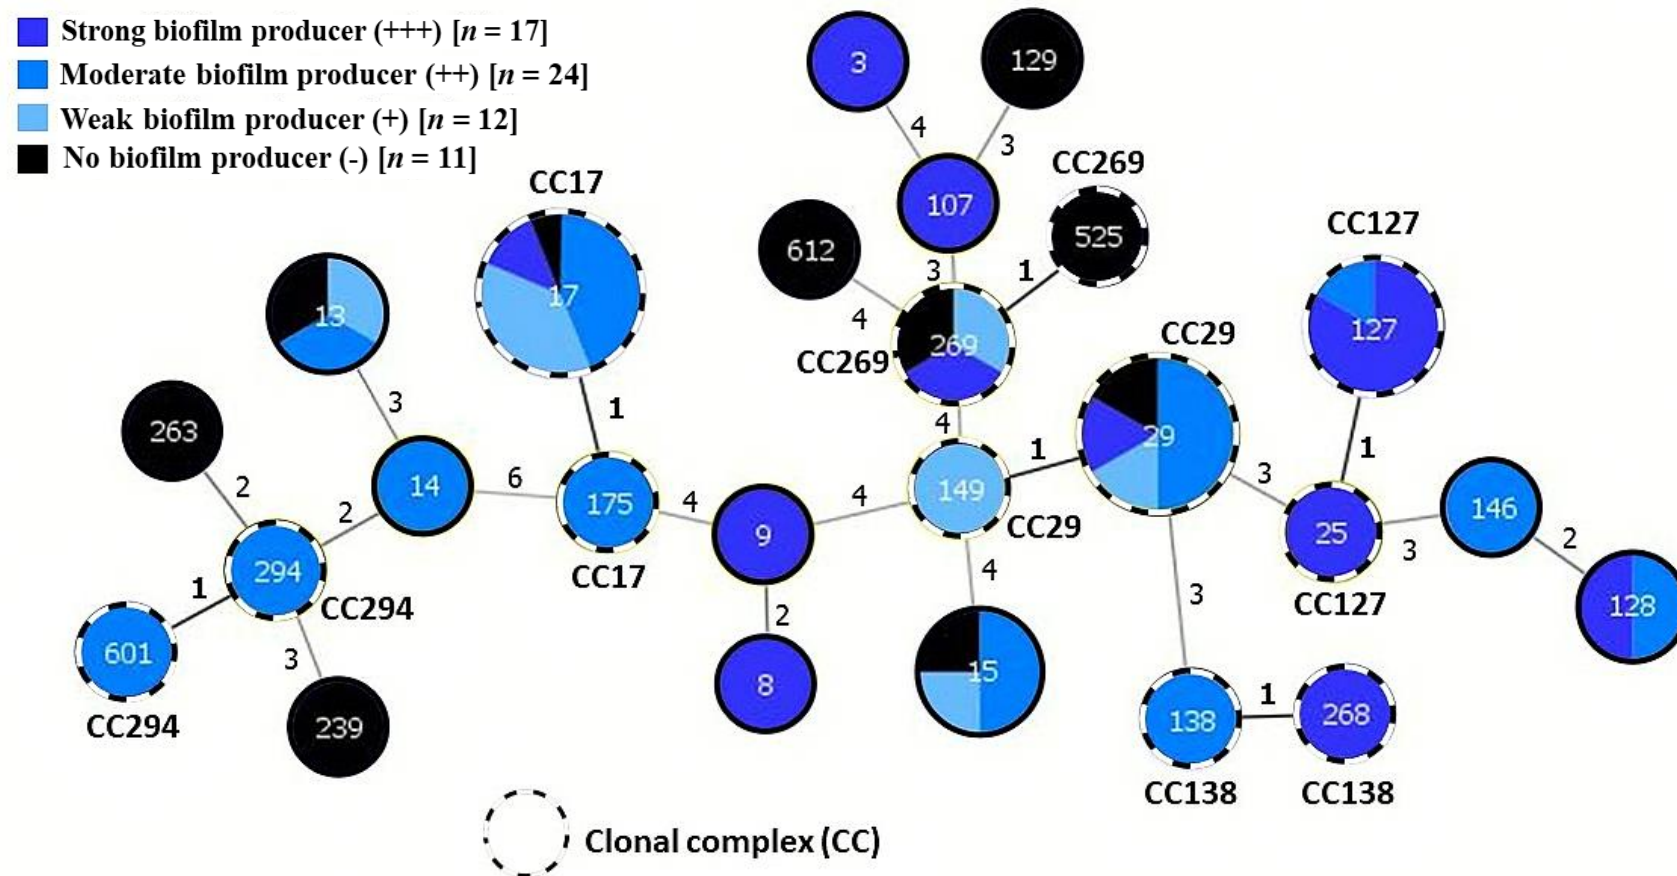 Strong biofilm producer (+++) [n = 17]
Moderate biofilm producer (++) [n = 24]
Weak biofilm producer (+) [n = 12]
No biofilm producer (-) [n = 11]
3
129
4
3
CC17
CC269
107
525
612
CC127
3
1
17
4
269
CC269
CC29
127
13
4
3
1
1
29
1
263
2
14
6
175
4
9
4
149
CC29
3
25
3
146
2
2
CC17
CC127
128
294
CC294
1
601
CC294
3
239
2
8
4
15
3
138
1
268
CC138
CC138
Clonal complex (CC)